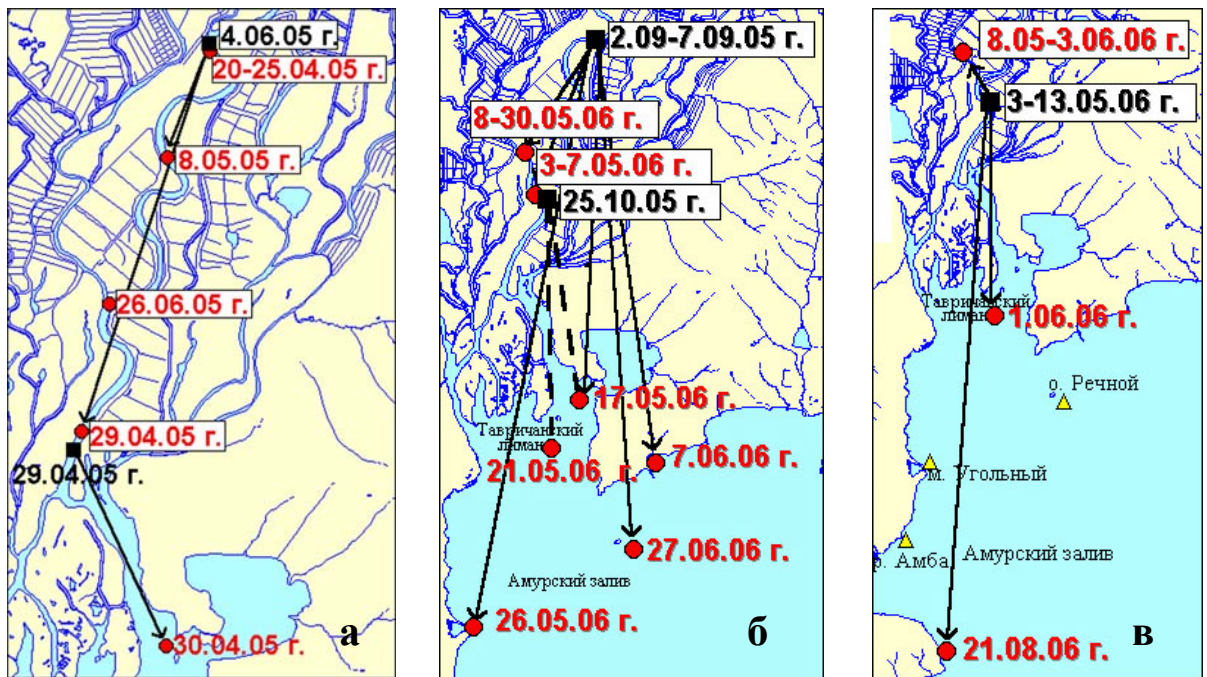 4.06.05 г.
20-25.04.05 г.
8.05.05 г.
26.06.05 г.
29.04.05 г.
29.04.05 г.
30.04.05 г.
а
2.09-7.09.05 г.
8-30.05.06 г.
3-7.05.06 г.
25.10.05 г.
17.05.06 г.
Тавричанский
лиман
21.05.06 г.
7.06.06 г.
27.06.06 г.
Амурский залив
26.05.06 г.
б
8.05-3.06.06 г.
3-13.05.06 г.
Тавричанский
лиман
1.06.06 г.
о. Речной
м. Угольный
р. Амба
Амурский залив
21.08.06 г.
в